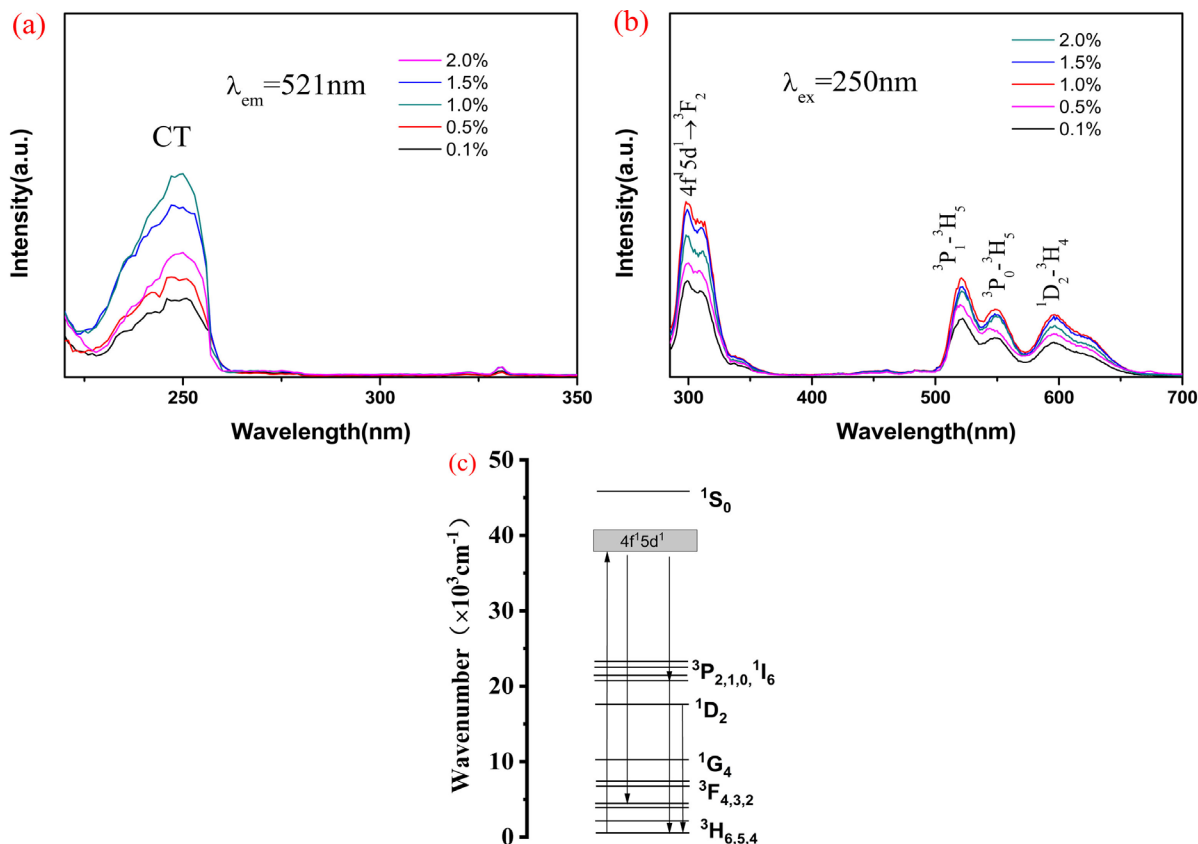 (a)
λem=521nm
CT
2.0%
1.5%
1.0%
0.5%
0.1%
Intensity(a.u.)
250
300
350
Wavelength(nm)
(b)
λex=250nm
2.0%
1.5%
1.0%
0.5%
0.1%
4f¹5d¹→³F₂
³P₁-³H₅
³P₀-³H₅
¹D₂-³H₄
Intensity(a.u.)
300
400
500
600
700
Wavelength(nm)
(c)
Wavenumber (×10³cm⁻¹)
50
40
30
20
10
0
¹S₀
4f¹5d¹
³P₂,₁,₀,¹I₆
¹D₂
¹G₄
³F₄,₃,₂
³H₆,₅,₄